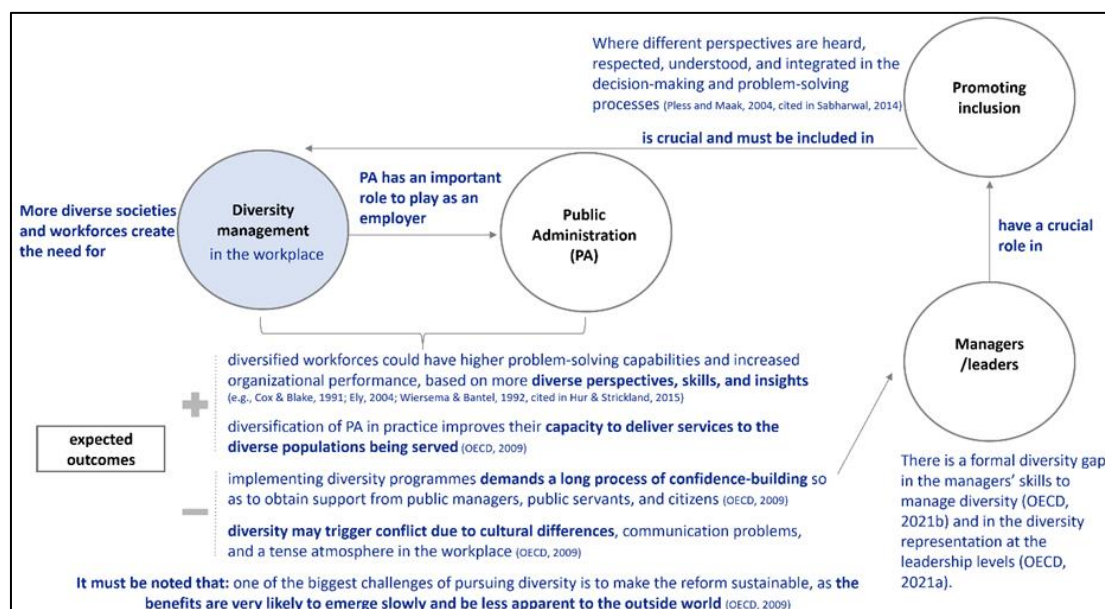 Where different perspectives are heard,
respected, understood, and integrated in the
decision-making and problem-solving
processes (Pless and Maak, 2004, cited in Sabharwal, 2014)
Promoting
inclusion
is crucial and must be included in
More diverse societies
and workforces create
the need for
Diversity
management
in the workplace
PA has an important
role to play as an
employer
Public
Administration
(PA)
have a crucial
role in
Managers
/leaders
expected
outcomes
+
diversified workforces could have higher problem-solving capabilities and increased
organizational performance, based on more diverse perspectives, skills, and insights
(e.g., Cox & Blake, 1991; Ely, 2004; Wiersema & Bantel, 1992, cited in Hur & Strickland, 2015)
diversification of PA in practice improves their capacity to deliver services to the
diverse populations being served (OECD, 2009)
–
implementing diversity programmes demands a long process of confidence-building so
as to obtain support from public managers, public servants, and citizens (OECD, 2009)
diversity may trigger conflict due to cultural differences, communication problems,
and a tense atmosphere in the workplace (OECD, 2009)
There is a formal diversity gap
in the managers' skills to
manage diversity (OECD,
2021b) and in the diversity
representation at the
leadership levels (OECD,
2021a).
It must be noted that: one of the biggest challenges of pursuing diversity is to make the reform sustainable, as the
benefits are very likely to emerge slowly and be less apparent to the outside world (OECD, 2009)